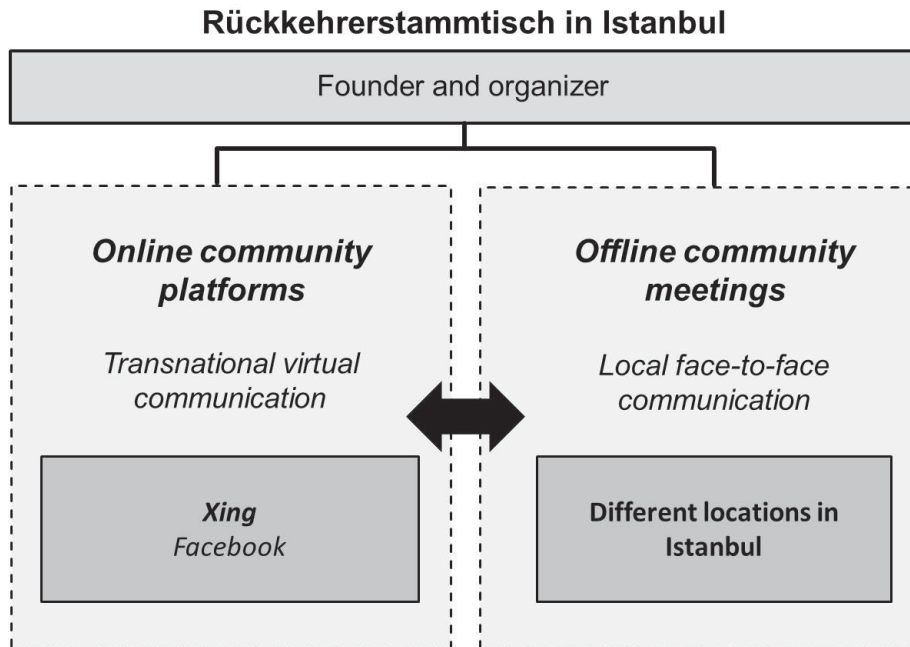 Rückkehrerstammtisch in Istanbul
Founder and organizer
Online community
platforms
Transnational virtual
communication
Xing
Facebook
Offline community
meetings
Local face-to-face
communication
Different locations in
Istanbul